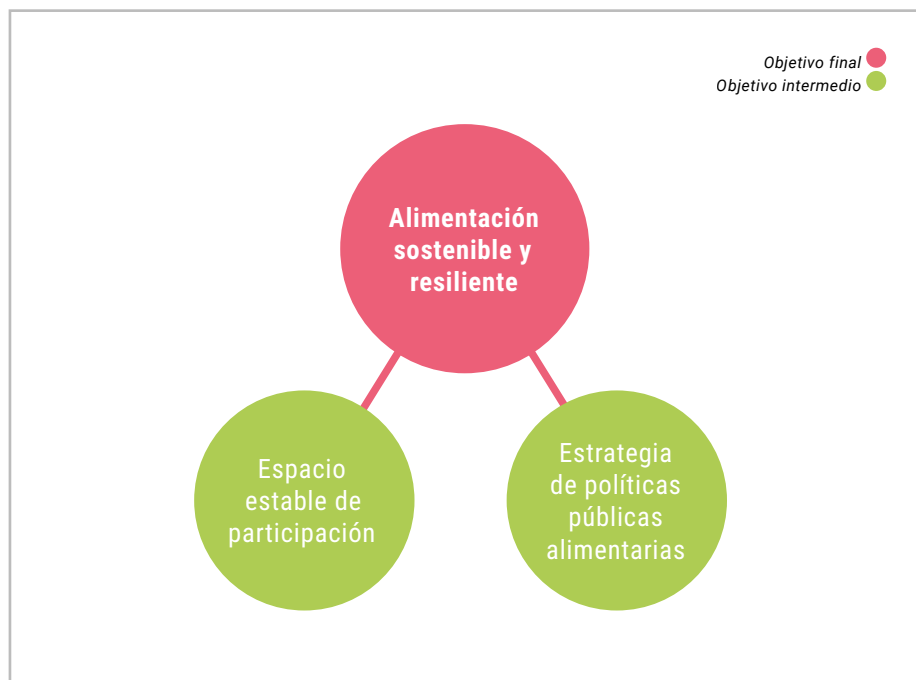 Objetivo final
Objetivo intermedio
Alimentación
sostenible y
resiliente
Espacio
estable de
participación
Estrategia
de políticas
públicas
alimentarias